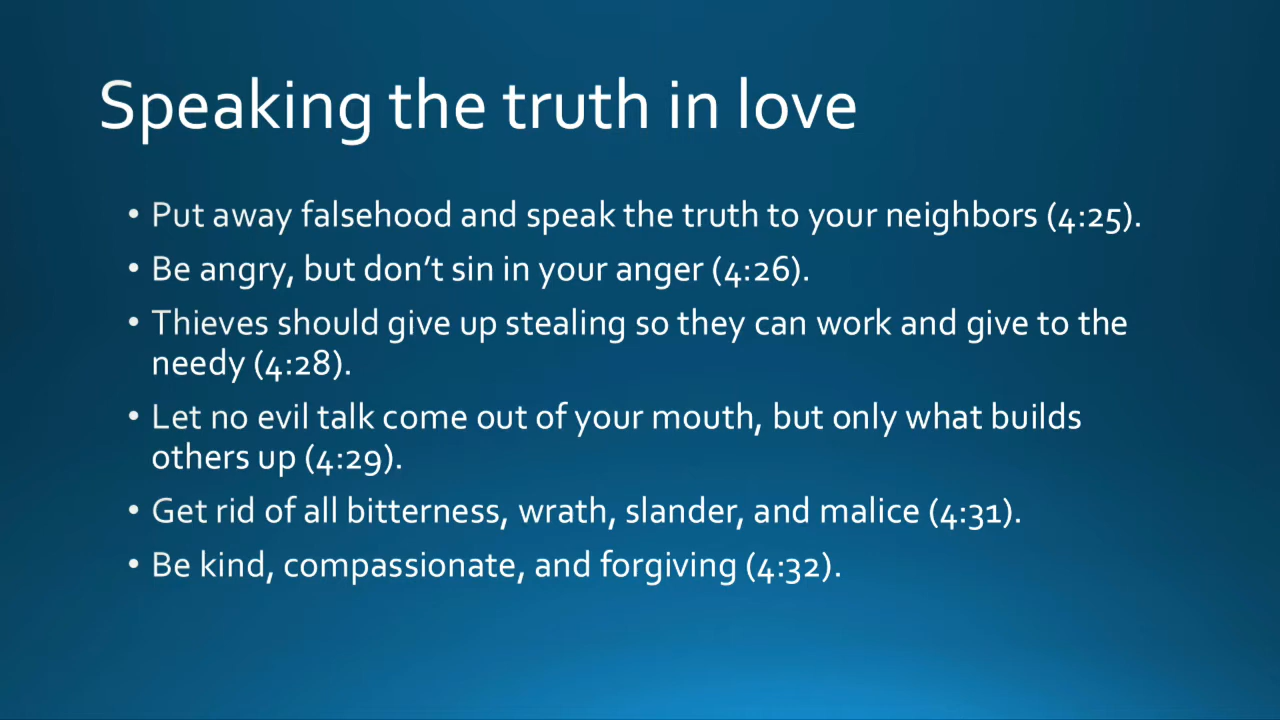 Speaking the truth in love
• Put away falsehood and speak the truth to your neighbors (4:25).
• Be angry, but don’t sin in your anger (4:26).
• Thieves should give up stealing so they can work and give to the
needy (4:28).
• Let no evil talk come out of your mouth, but only what builds
others up (4:29).
• Get rid of all bitterness, wrath, slander, and malice (4:31).
• Be kind, compassionate, and forgiving (4:32).